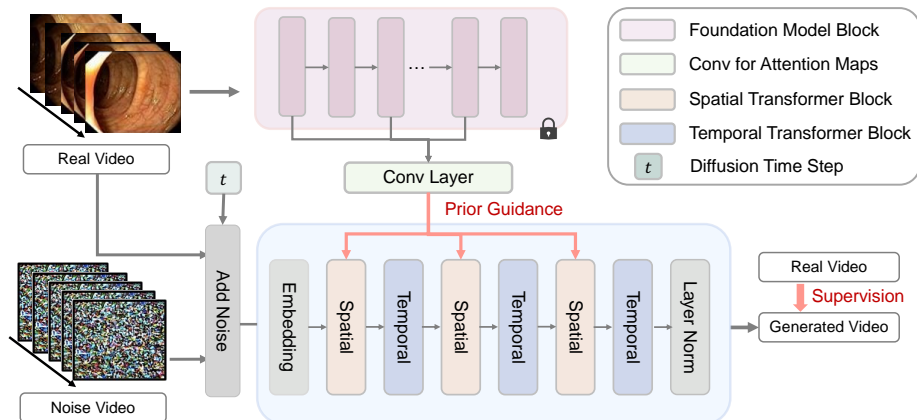 Foundation Model Block
Conv for Attention Maps
Spatial Transformer Block
Temporal Transformer Block
t Diffusion Time Step
...
Real Video
t
Conv Layer
Prior Guidance
Add Noise
Embedding
Spatial
Temporal
Spatial
Temporal
Spatial
Temporal
Layer Norm
Real Video
Supervision
Generated Video
Noise Video